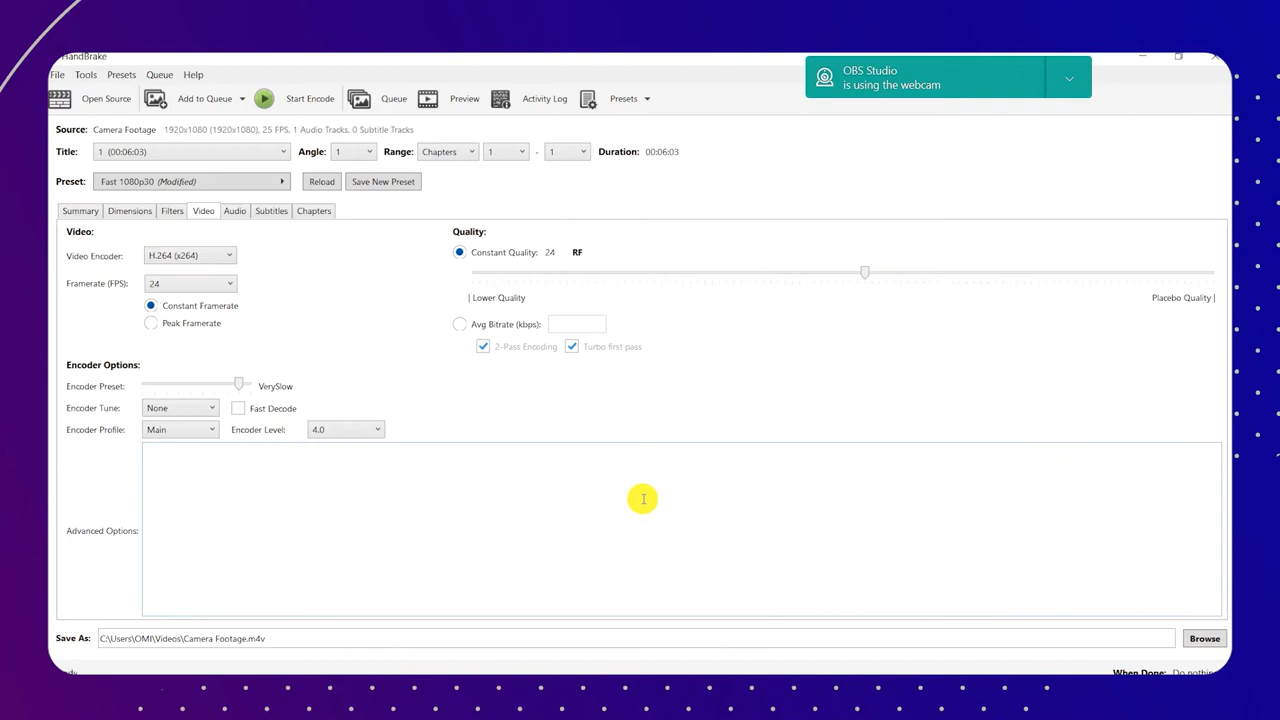 HandBrake
OBS Studio
is using the webcam
File Tools Presets Queue Help
Open Source Add to Queue Start Encode Queue Preview Activity Log Presets
Source: Camera Footage 1920x1080 (1920x1080), 25 FPS, 1 Audio Tracks, 0 Subtitle Tracks
Title: 1 (00:06:03) Angle: 1 Range: Chapters 1 - 1 Duration: 00:06:03
Preset: Fast 1080p30 (Modified) Reload Save New Preset
Summary Dimensions Filters Video Audio Subtitles Chapters
Video: Quality:
Video Encoder: H.264 (x264) Constant Quality: 24 RF
Framerate (FPS): 24
| Lower Quality Placebo Quality |
Constant Framerate
Peak Framerate Avg Bitrate (kbps):
2-Pass Encoding Turbo first pass
Encoder Options:
Encoder Preset: VerySlow
Encoder Tune: None Fast Decode
Encoder Profile: Main Encoder Level: 4.0
Advanced Options:
Save As: C:\Users\OMI\Videos\Camera Footage.m4v Browse
When Done: Do nothing